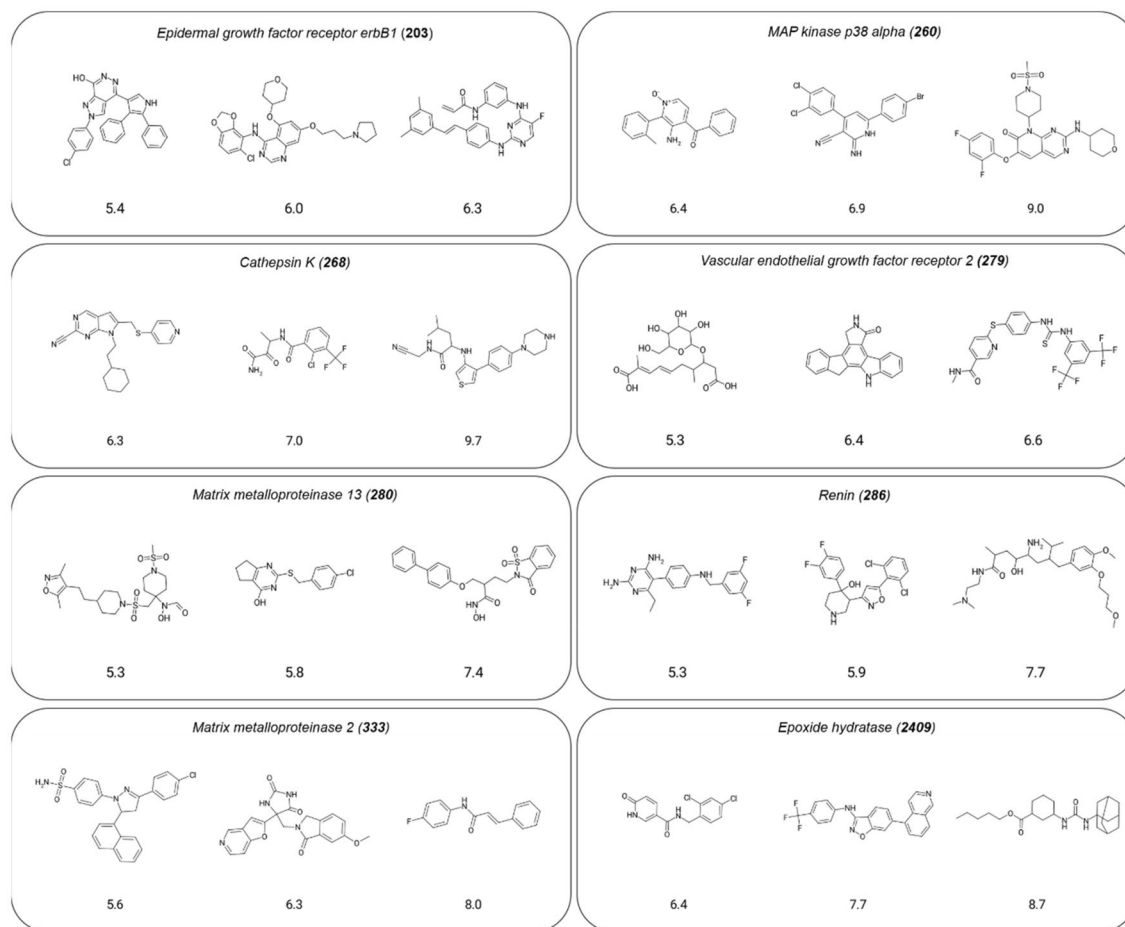 Epidermal growth factor receptor erbB1 (203)
5.4 6.0 6.3
MAP kinase p38 alpha (260)
6.4 6.9 9.0
Cathepsin K (268)
6.3 7.0 9.7
Vascular endothelial growth factor receptor 2 (279)
5.3 6.4 6.6
Matrix metalloproteinase 13 (280)
5.3 5.8 7.4
Renin (286)
5.3 5.9 7.7
Matrix metalloproteinase 2 (333)
5.6 6.3 8.0
Epoxide hydratase (2409)
6.4 7.7 8.7